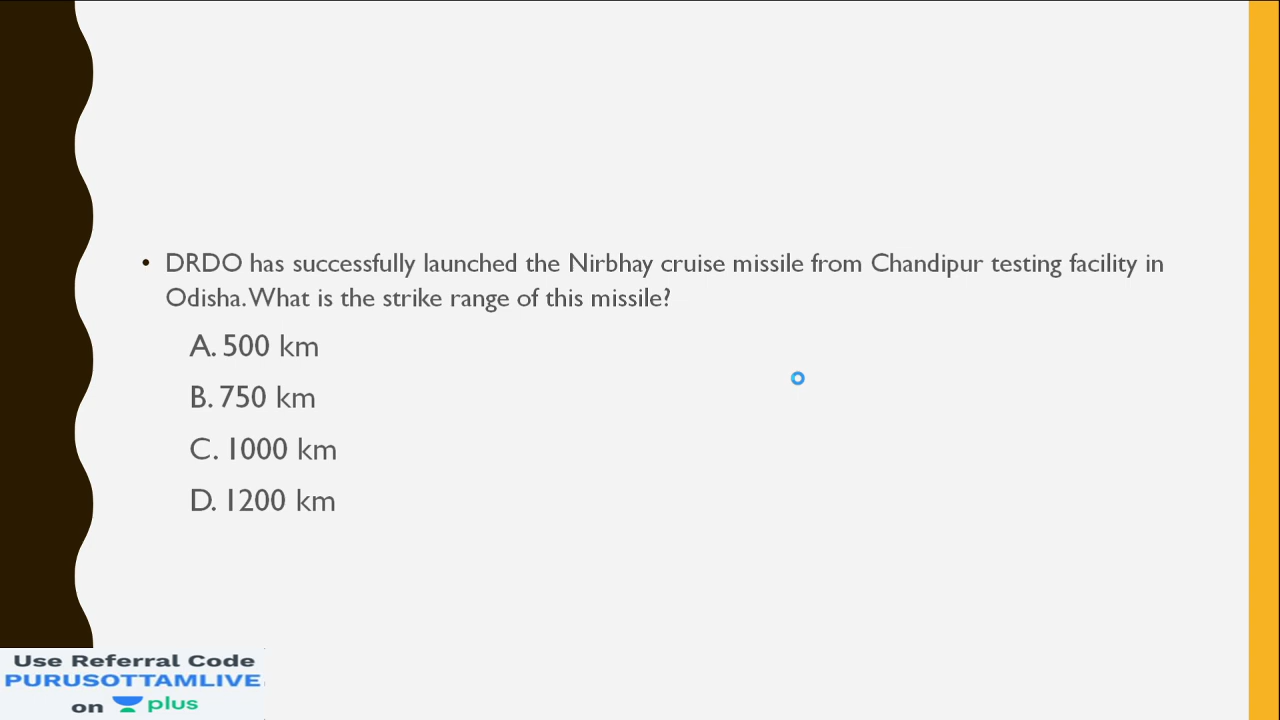 • DRDO has successfully launched the Nirbhay cruise missile from Chandipur testing facility in
Odisha. What is the strike range of this missile?
A. 500 km
B. 750 km
C. 1000 km
D. 1200 km
Use Referral Code
PURUSOTTAMLIVE
on plus